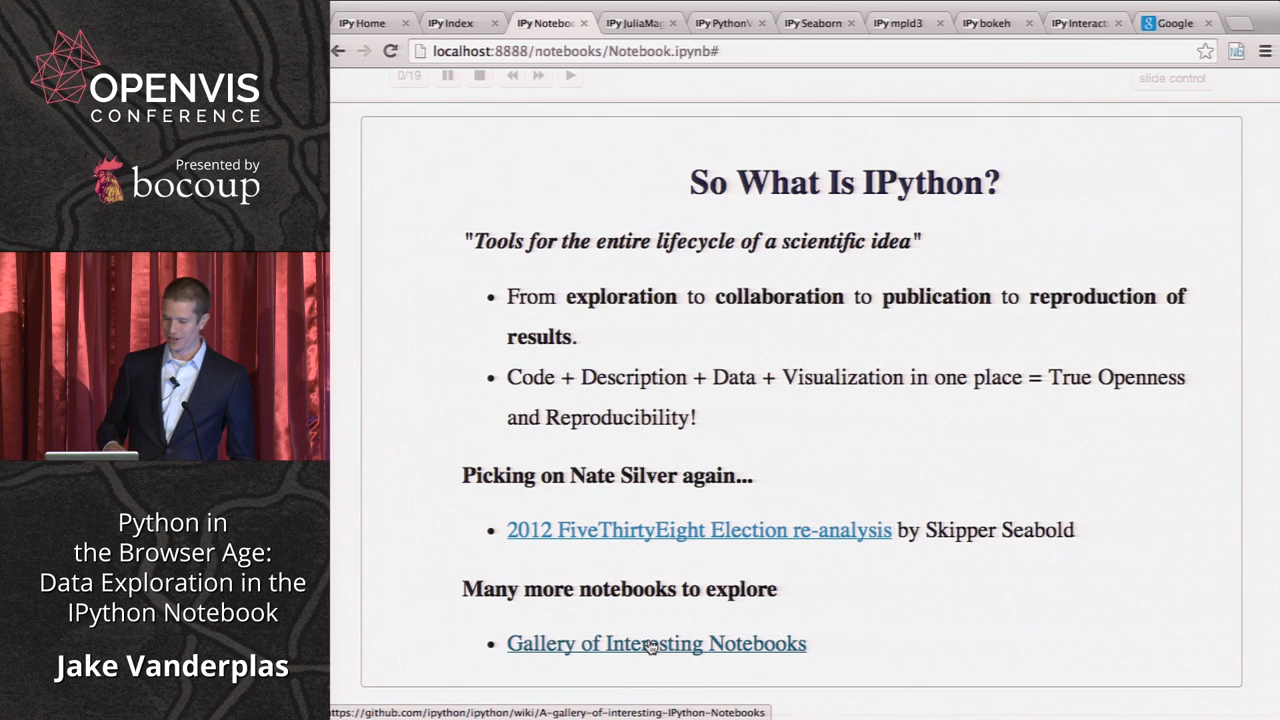 OPENVIS
CONFERENCE
Presented by
bocoup
Python in
the Browser Age:
Data Exploration in the
IPython Notebook
Jake Vanderplas
IPy Home
IPy Index
IPy Noteboo
IPy JuliaMag
IPy PythonV
IPy Seaborn
IPy mpld3
IPy bokeh
IPy Interact
Google
localhost:8888/notebooks/Notebook.ipynb#
0/19
slide control
So What Is IPython?
"Tools for the entire lifecycle of a scientific idea"
• From exploration to collaboration to publication to reproduction of
results.
• Code + Description + Data + Visualization in one place = True Openness
and Reproducibility!
Picking on Nate Silver again...
• 2012 FiveThirtyEight Election re-analysis by Skipper Seabold
Many more notebooks to explore
• Gallery of Interesting Notebooks
https://github.com/ipython/ipython/wiki/A-gallery-of-interesting-IPython-Notebooks